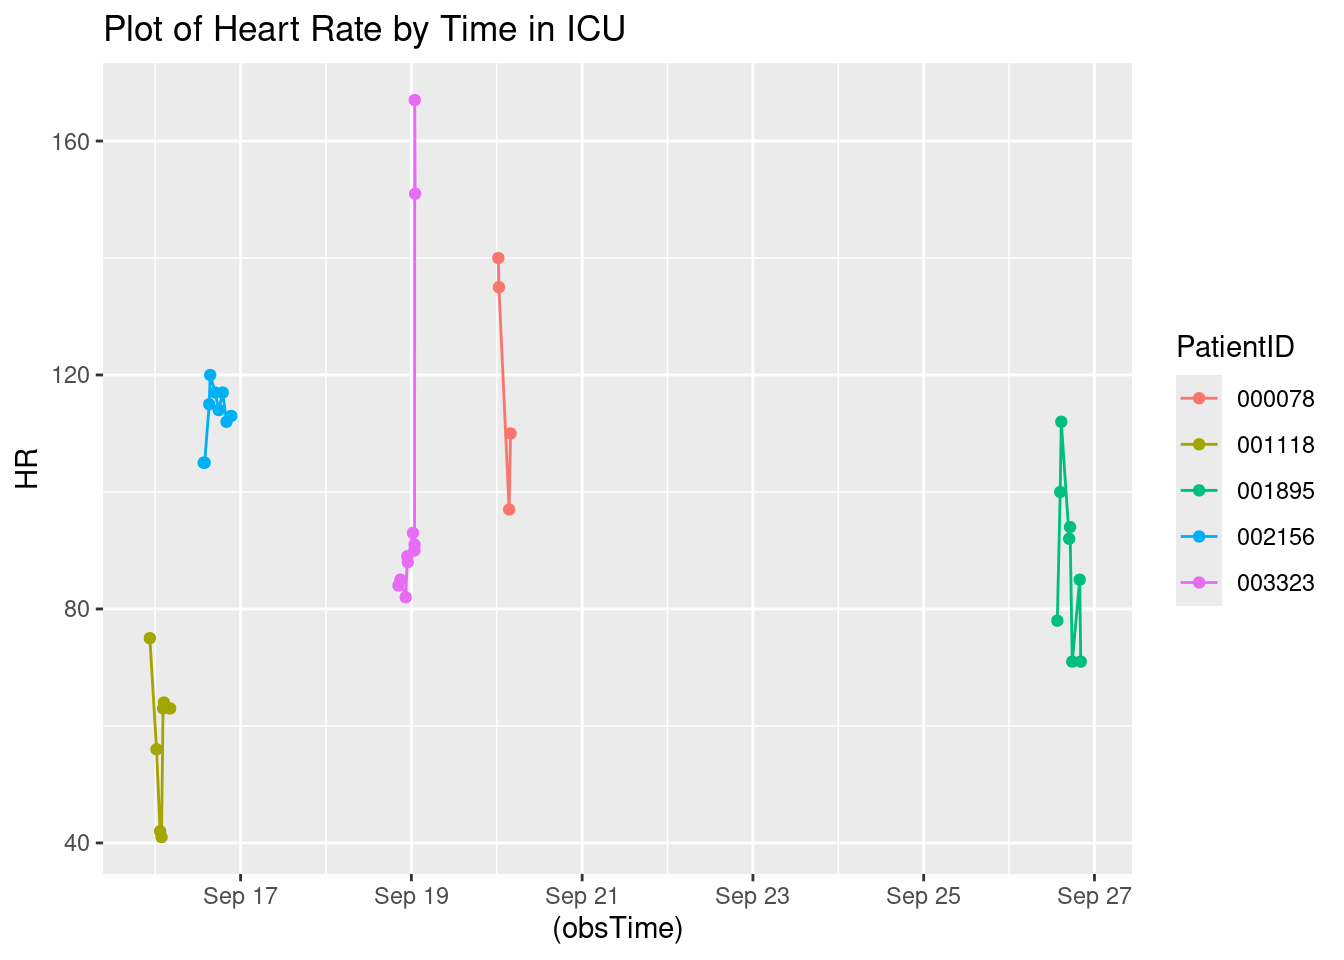 Plot of Heart Rate by Time in ICU
160
120
80
40
HR
Sep 17
Sep 19
Sep 21
Sep 23
Sep 25
Sep 27
(obsTime)
PatientID
000078
001118
001895
002156
003323